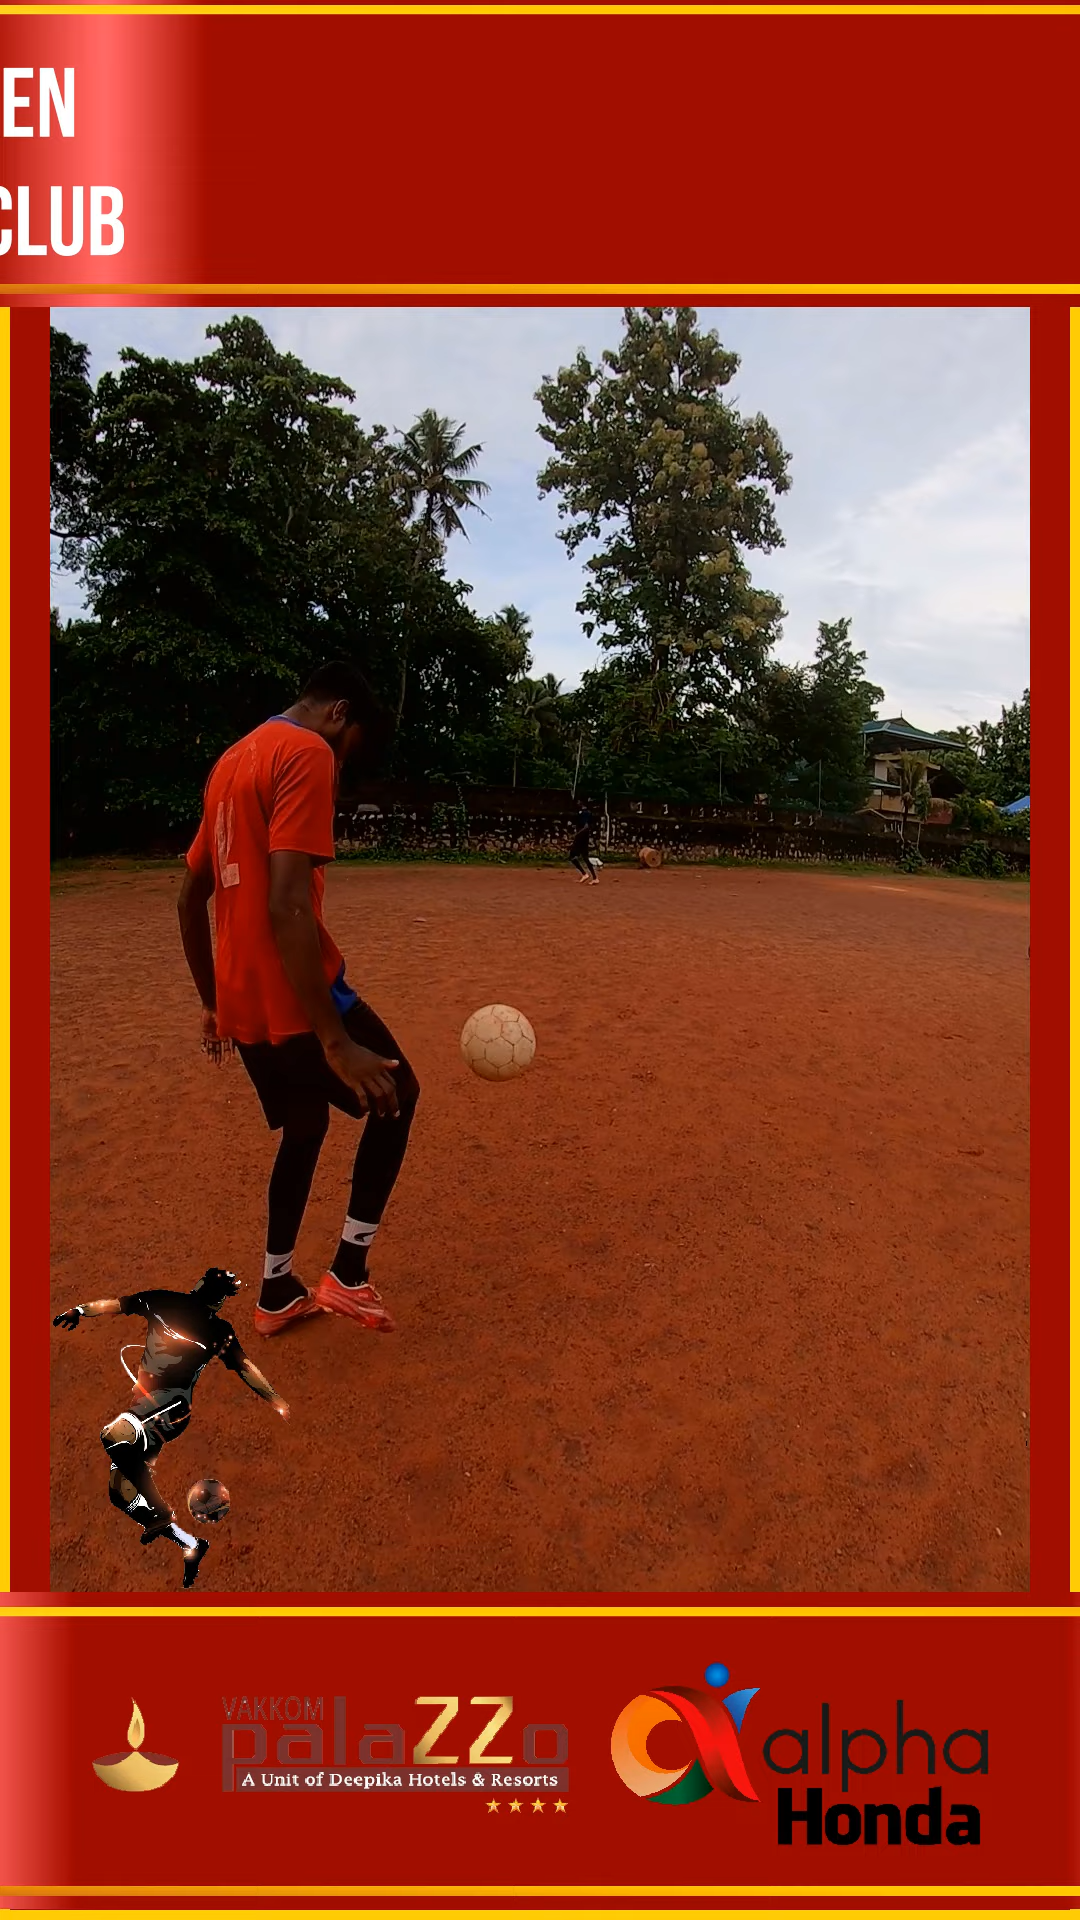 EN
CLUB
VAKKOM
palaZZo
A Unit of Deepika Hotels & Resorts
alpha
Honda